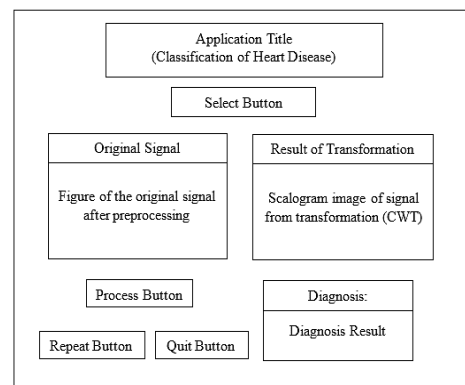 Application Title
(Classification of Heart Disease)
Select Button
Original Signal
Figure of the original signal
after preprocessing
Result of Transformation
Scalogram image of signal
from transformation (CWT)
Process Button
Repeat Button
Quit Button
Diagnosis:
Diagnosis Result